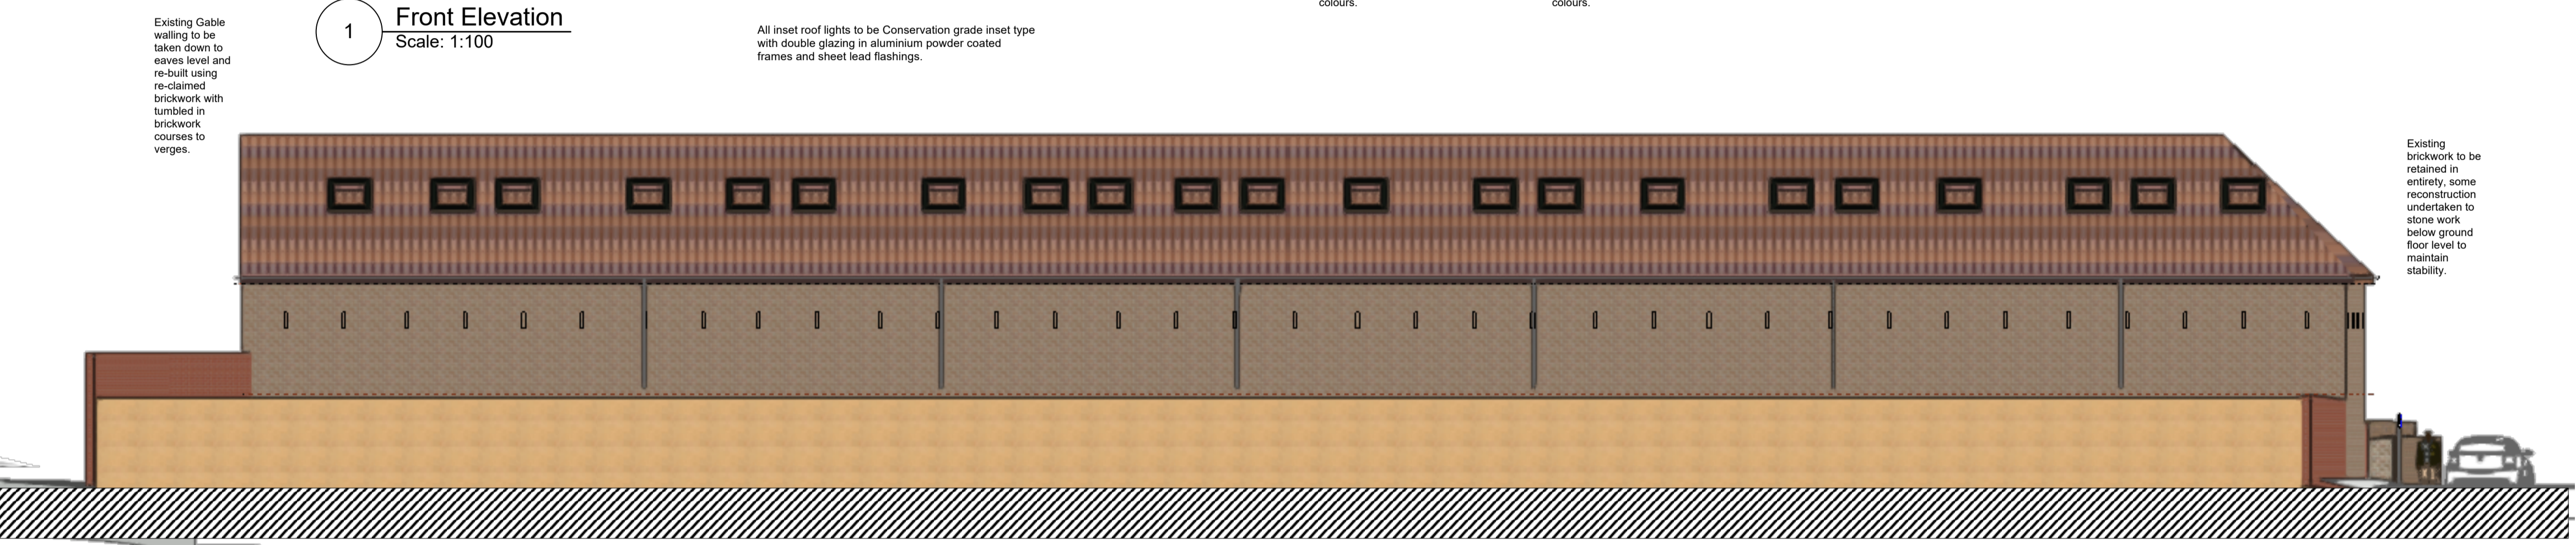 colours.
colours.
Existing Gable
walling to be
taken down to
eaves level and
re-built using
re-claimed
brickwork with
tumbled in
brickwork
courses to
verges.
1
Front Elevation
Scale: 1:100
All inset roof lights to be Conservation grade inset type
with double glazing in aluminium powder coated
frames and sheet lead flashings.
Existing
brickwork to be
retained in
entirety, some
reconstruction
undertaken to
stone work
below ground
floor level to
maintain
stability.